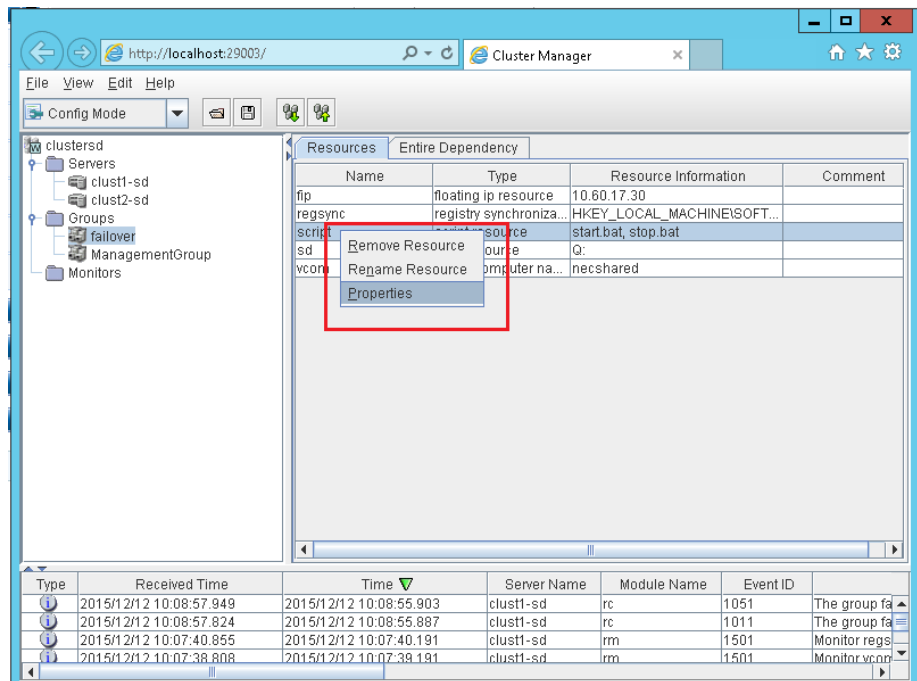 http://localhost:29003/
Cluster Manager
File View Edit Help
Config Mode
clustersd
Servers
clust1-sd
clust2-sd
Groups
failover
ManagementGroup
Monitors
Resources Entire Dependency
Name Type Resource Information Comment
fip floating ip resource 10.60.17.30
regsync registry synchroniza... HKEY_LOCAL_MACHINE\SOFT...
script resource start.bat, stop.bat
sd Q:
omputer na... necshared
Remove Resource
Rename Resource
Properties
Type Received Time Time Server Name Module Name Event ID
2015/12/12 10:08:57.949 2015/12/12 10:08:55.903 clust1-sd rc 1051 The group fa
2015/12/12 10:08:57.824 2015/12/12 10:08:55.887 clust1-sd rc 1011 The group fa
2015/12/12 10:07:40.855 2015/12/12 10:07:40.191 clust1-sd rm 1501 Monitor regs
2015/12/12 10:07:38.808 2015/12/12 10:07:39.191 clust1-sd rm 1501 Monitor vcom